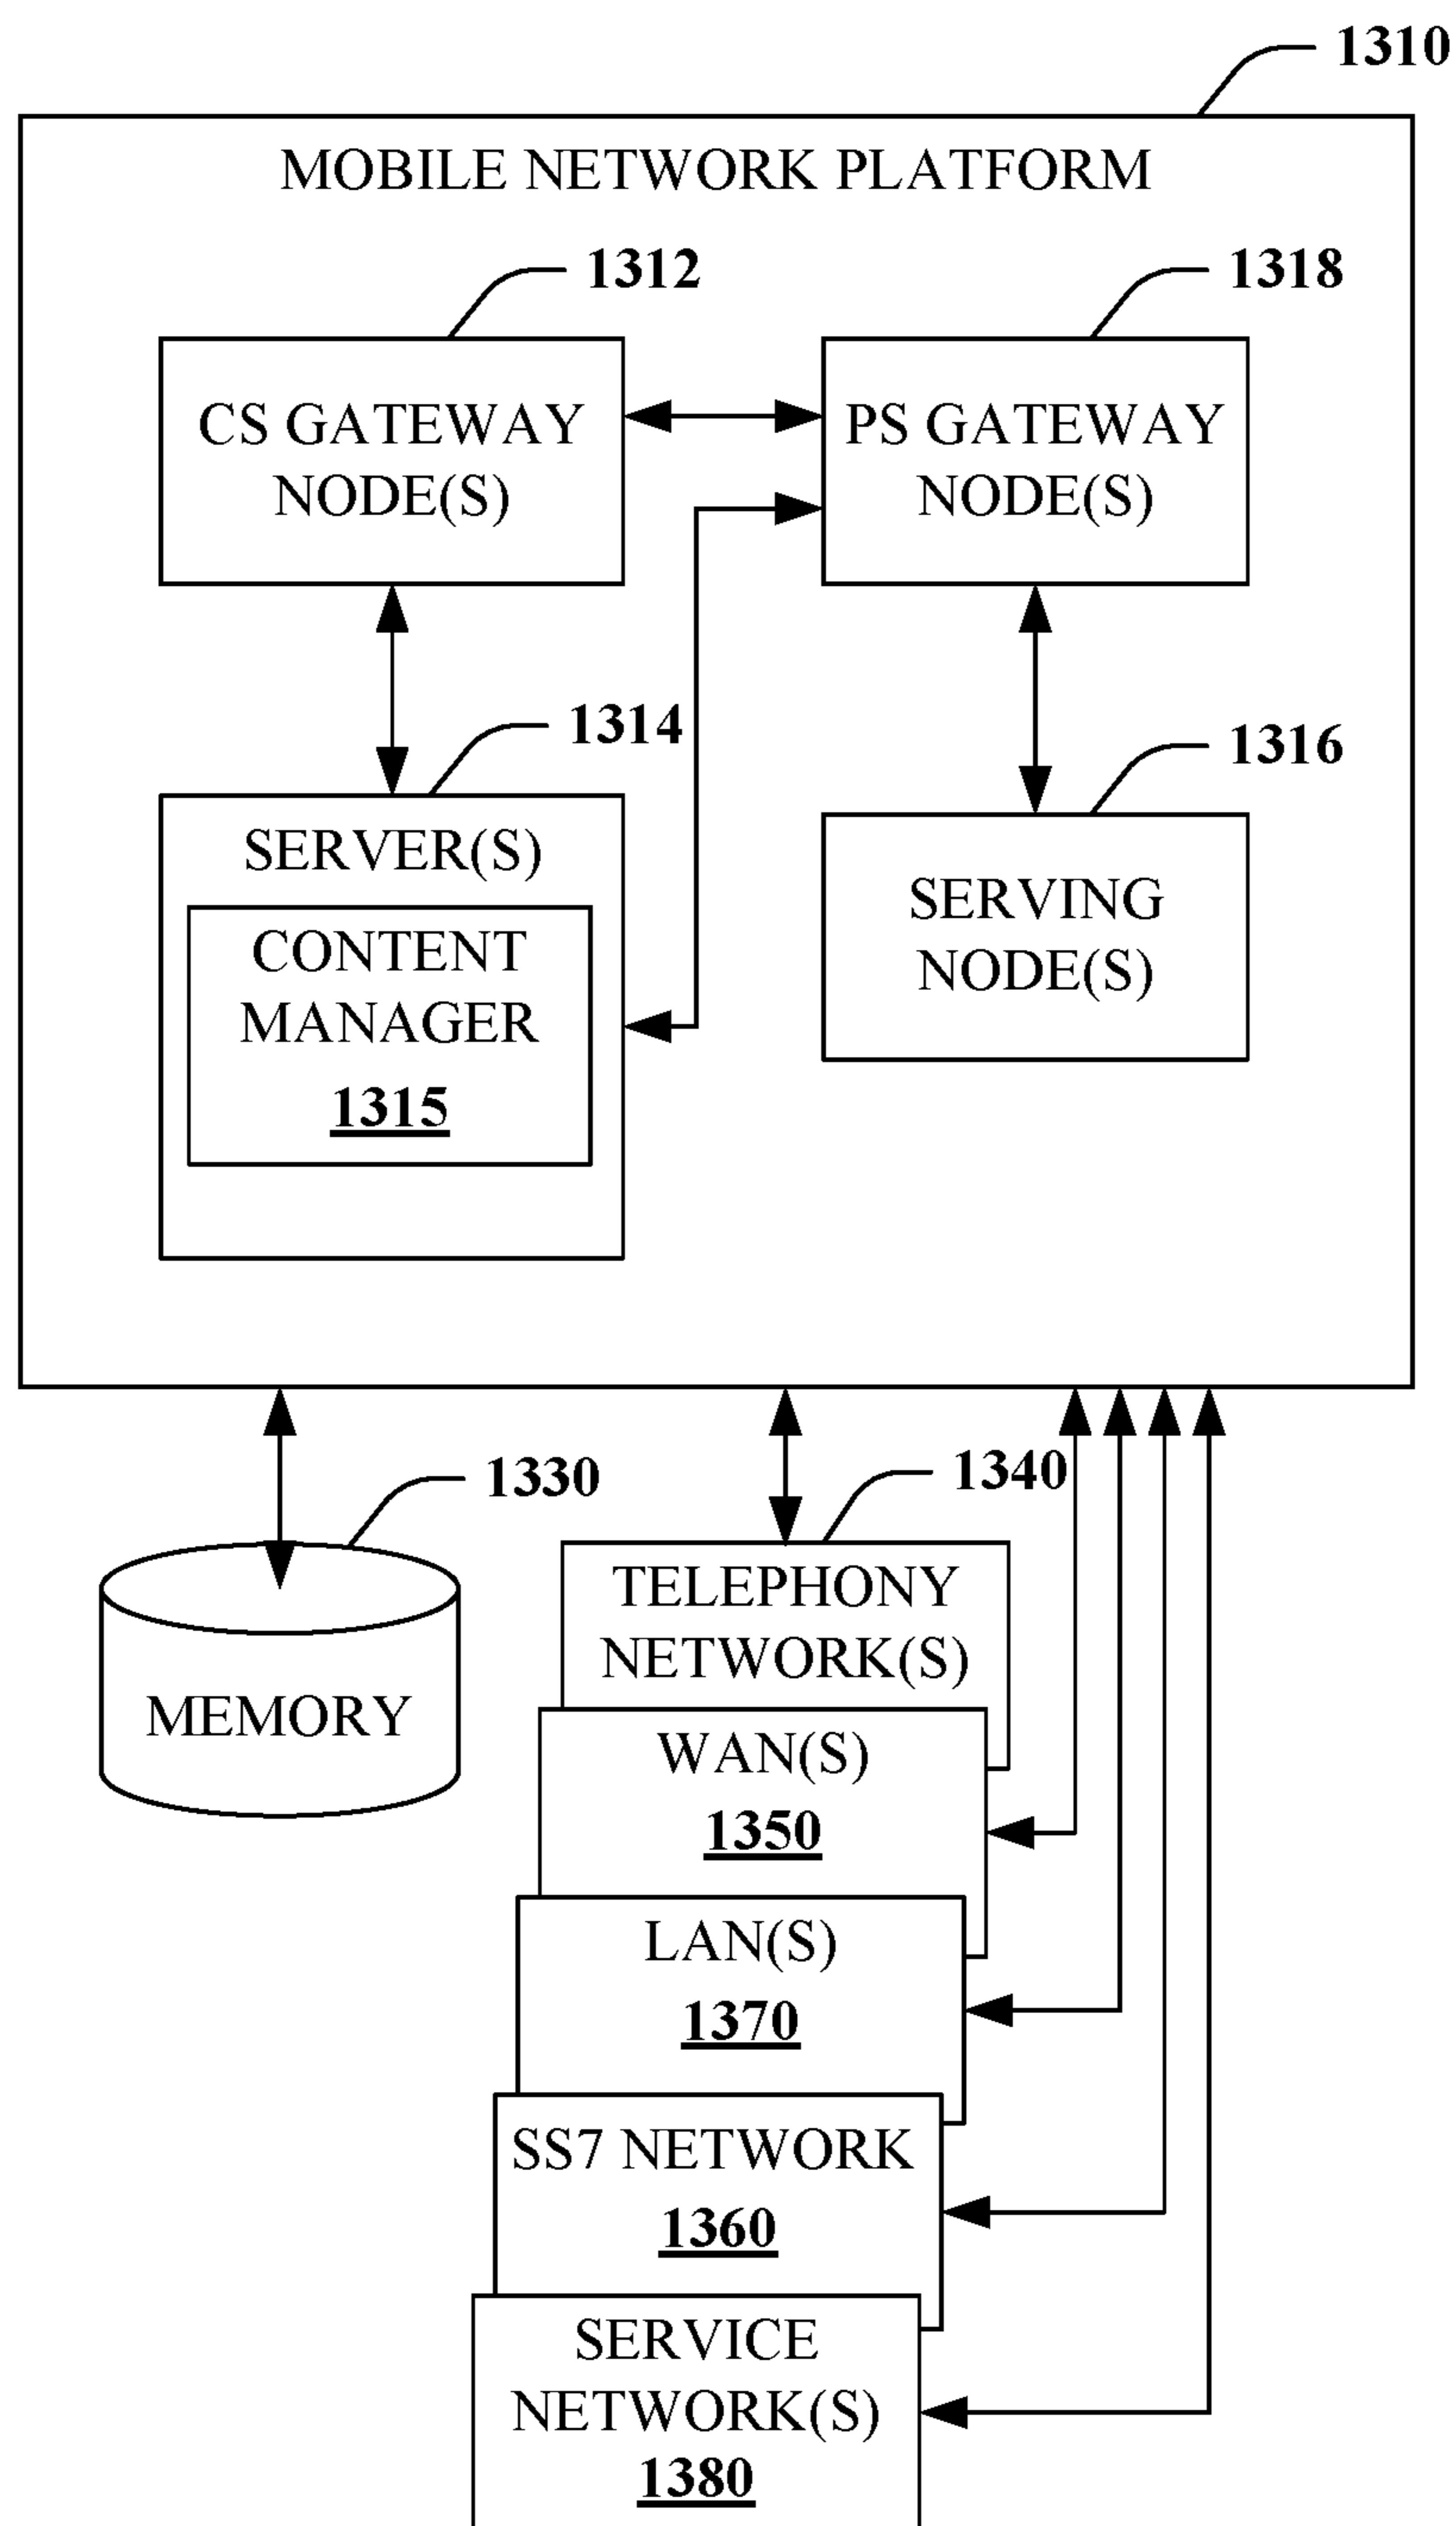 1310
MOBILE NETWORK PLATFORM
1312
1318
CS GATEWAY
NODE(S)
PS GATEWAY
NODE(S)
1314
1316
SERVER(S)
CONTENT
MANAGER
1315
SERVING
NODE(S)
1330
1340
MEMORY
TELEPHONY
NETWORK(S)
WAN(S)
1350
LAN(S)
1370
SS7 NETWORK
1360
SERVICE
NETWORK(S)
1380